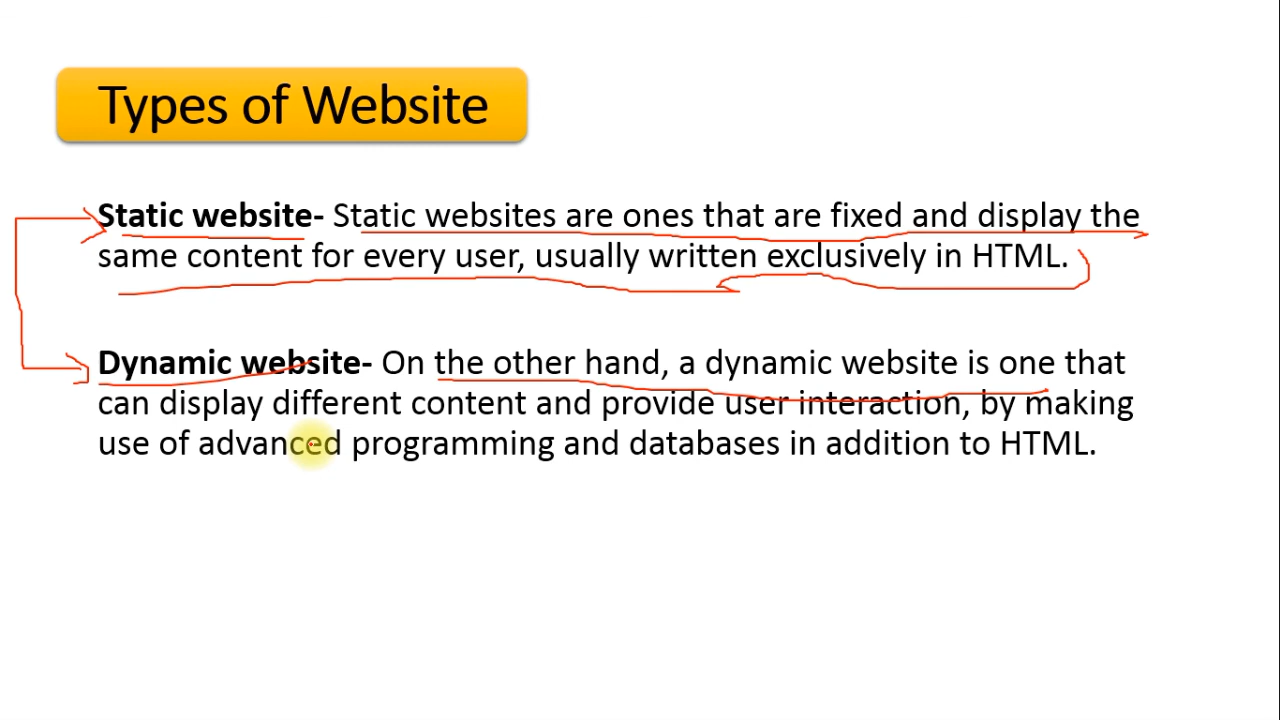 Types of Website
Static website- Static websites are ones that are fixed and display the
same content for every user, usually written exclusively in HTML.
Dynamic website- On the other hand, a dynamic website is one that
can display different content and provide user interaction, by making
use of advanced programming and databases in addition to HTML.